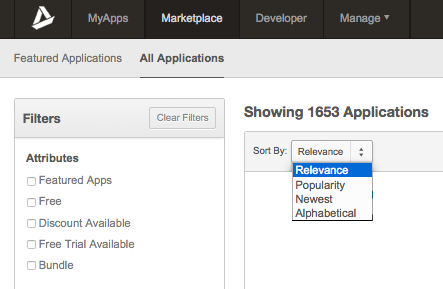 MyApps Marketplace Developer Manage
Featured Applications All Applications
Filters Clear Filters
Attributes
Featured Apps
Free
Discount Available
Free Trial Available
Bundle
Showing 1653 Applications
Sort By: Relevance
Relevance
Popularity
Newest
Alphabetical